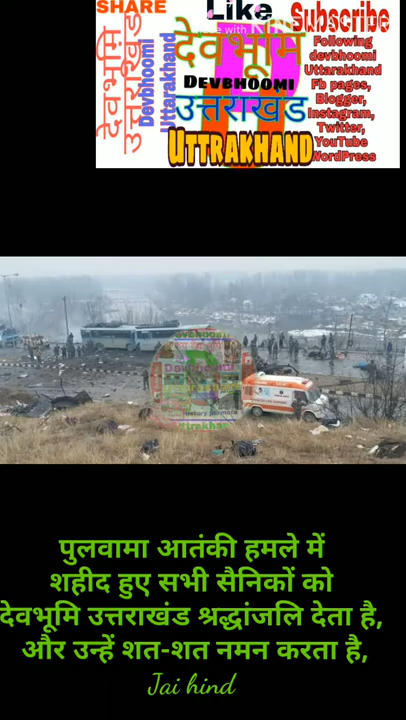 SHARE
Like
Subscribe
देवभूमि
उत्तराखंड
Devbhoomi
Uttarakhand
देवभूमि
DEVBHOOMI
उत्तराखंड
UTTRAKHAND
Following
devbhoomi
Uttarakhand
Fb pages,
Blogger,
Instagram,
Twitter,
YouTube
WordPress
पुलवामा आतंकी हमले में
शहीद हुए सभी सैनिकों को
देवभूमि उत्तराखंड श्रद्धांजलि देता है,
और उन्हें शत-शत नमन करता है,
Jai hind